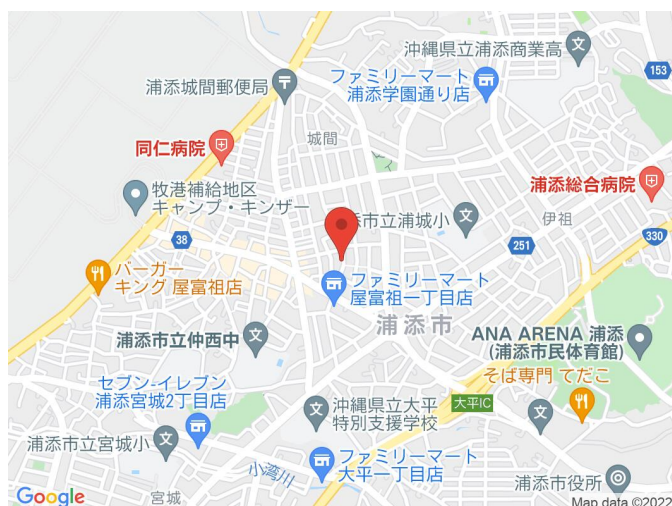 沖縄県立浦添商業高
153
ファミリーマート
浦添学園通り店
浦添城間郵便局
城間
同仁病院
浦添総合病院
牧港補給地区
キャンプ・キンザー
添市立浦城小
伊祖
38
251
330
バーガー
キング 屋富祖店
ファミリーマート
屋富祖一丁目店
浦添市
浦添市立仲西中
ANA ARENA 浦添
(浦添市民体育館)
そば専門 てだこ
セブン-イレブン
浦添宮城2丁目店
大平IC
沖縄県立大平
特別支援学校
浦添市立宮城小
小湾川
ファミリーマート
大平一丁目店
浦添市役所
宮城
Google
Map data ©2022